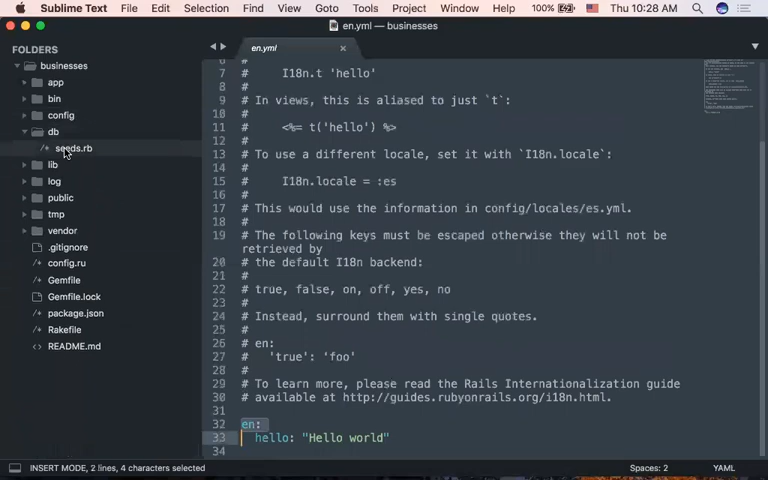 Sublime Text File Edit Selection Find View Goto Tools Project Window Help 100% Thu 10:28 AM
en.yml — businesses
FOLDERS
businesses
app
bin
config
db
seeds.rb
lib
log
public
tmp
vendor
.gitignore
config.ru
Gemfile
Gemfile.lock
package.json
Rakefile
README.md
en.yml
6 #
7 #     I18n.t 'hello'
8 #
9 # In views, this is aliased to just `t`:
10 #
11 #     <%= t('hello') %>
12 #
13 # To use a different locale, set it with `I18n.locale`:
14 #
15 #     I18n.locale = :es
16 #
17 # This would use the information in config/locales/es.yml.
18 #
19 # The following keys must be escaped otherwise they will not be
retrieved by
20 # the default I18n backend:
21 #
22 # true, false, on, off, yes, no
23 #
24 # Instead, surround them with single quotes.
25 #
26 # en:
27 #   'true': 'foo'
28 #
29 # To learn more, please read the Rails Internationalization guide
30 # available at http://guides.rubyonrails.org/i18n.html.
31
32 en:
33   hello: "Hello world"
34
INSERT MODE, 2 lines, 4 characters selected
Spaces: 2
YAML